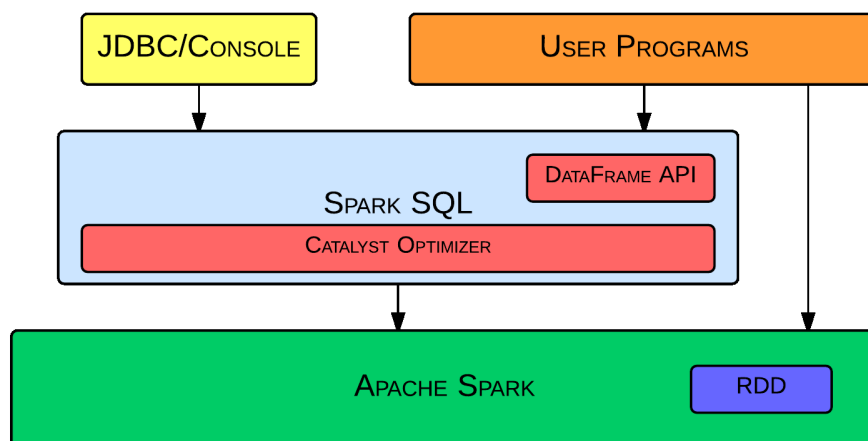 JDBC/Console
User Programs
DataFrame API
Spark SQL
Catalyst Optimizer
Apache Spark
RDD